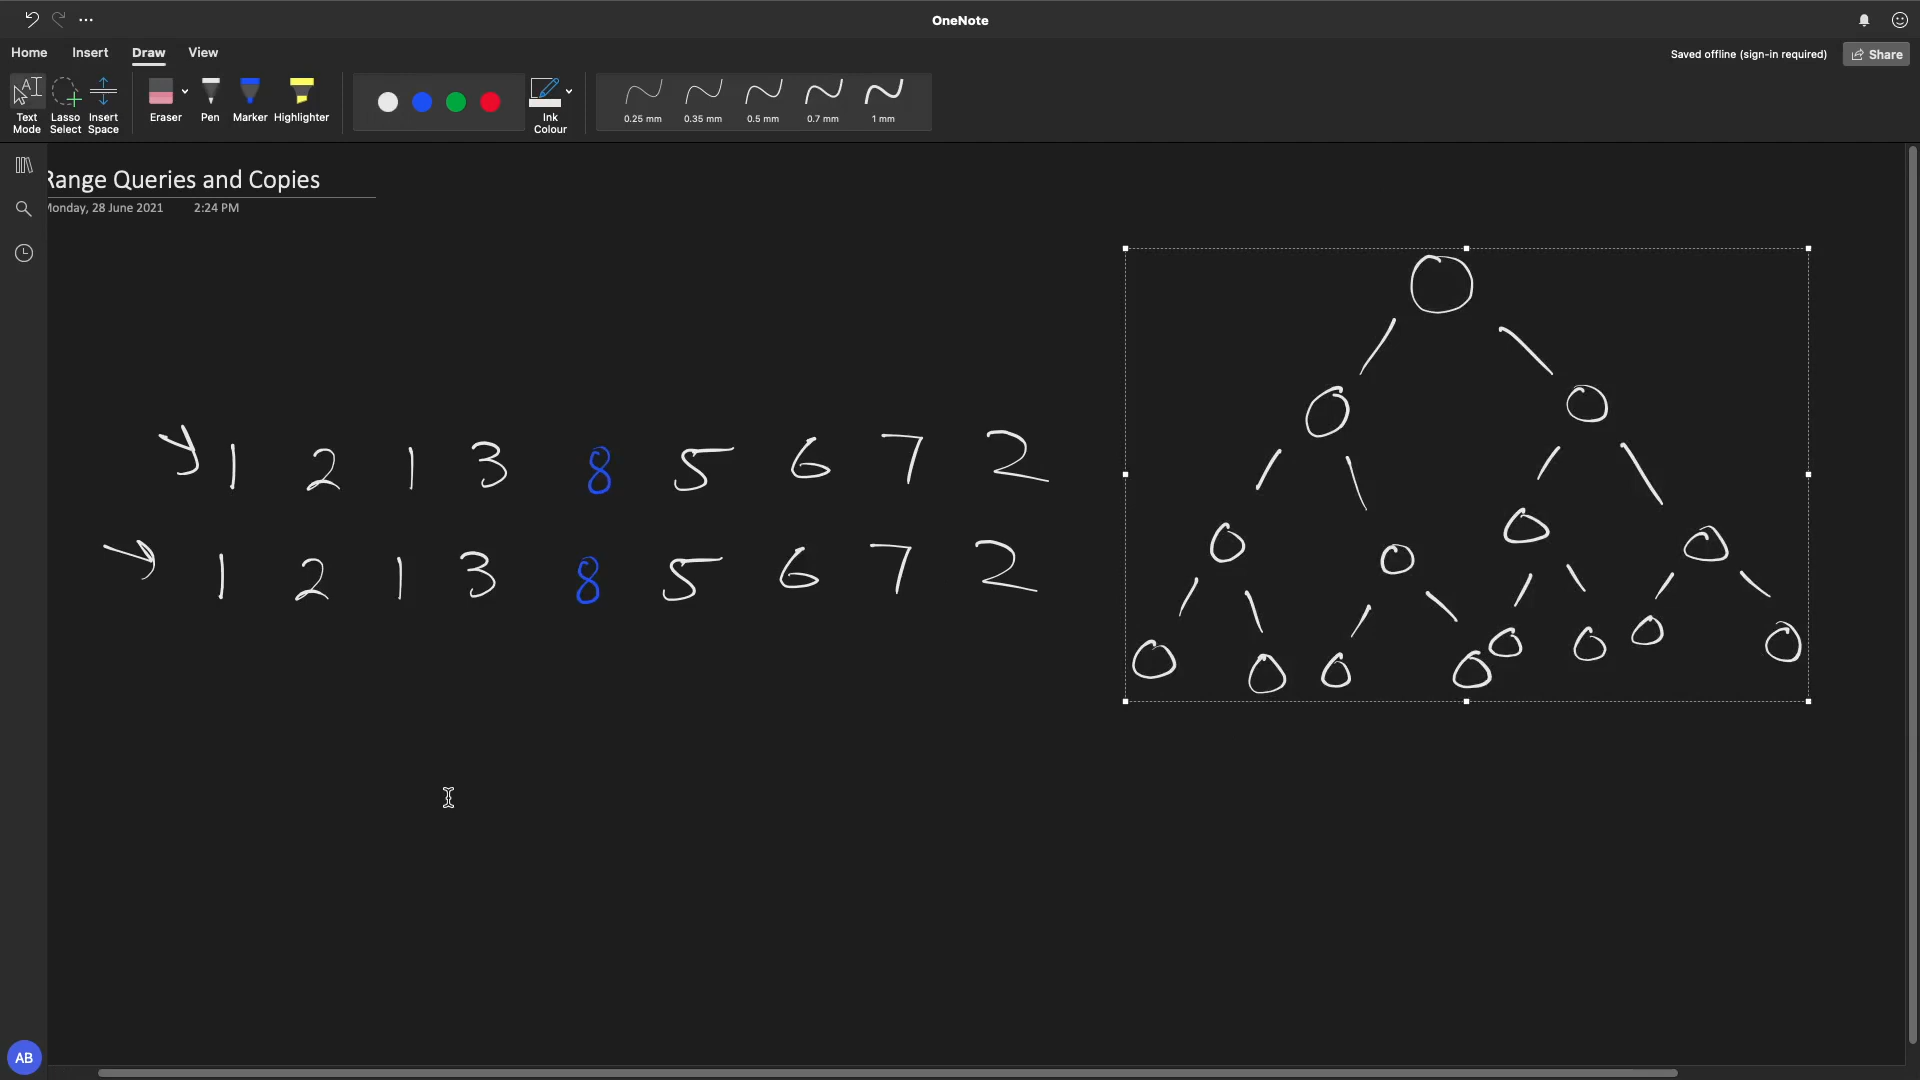 OneNote
Home Insert Draw View
Saved offline (sign-in required) Share
Text Mode
Lasso Select
Insert Space
Eraser
Pen
Marker
Highlighter
Ink Colour
0.25 mm 0.35 mm 0.5 mm 0.7 mm 1 mm
Range Queries and Copies
Monday, 28 June 2021 2:24 PM
1 2 1 3 8 5 6 7 2
1 2 1 3 8 5 6 7 2
AB